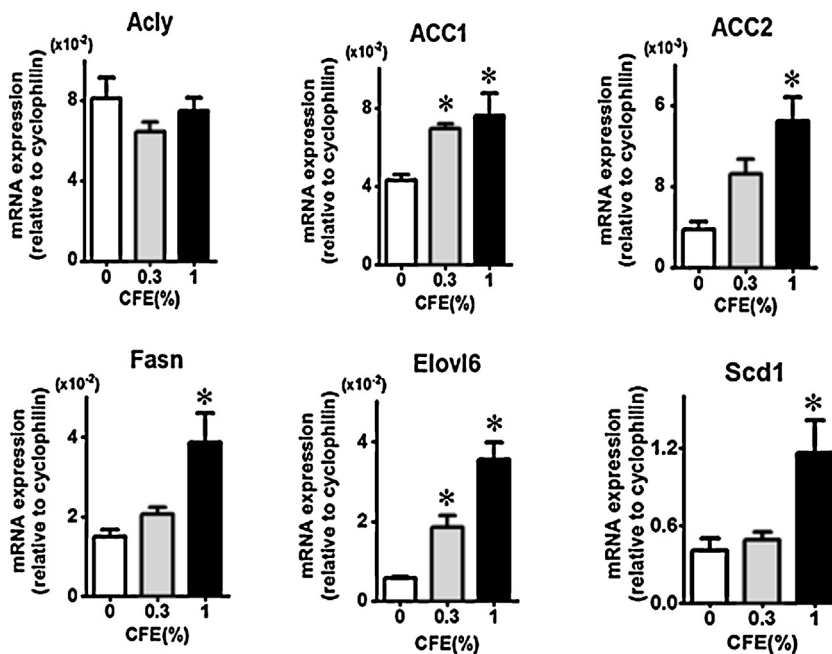 Acly
(x10⁻²)
mRNA expression
(relative to cyclophilin)
8
4
0
0 0.3 1
CFE(%)
ACC1
(x10⁻²)
mRNA expression
(relative to cyclophilin)
8
4
0
* *
0 0.3 1
CFE(%)
ACC2
(x10⁻³)
mRNA expression
(relative to cyclophilin)
6
8
0
*
0 0.3 1
CFE(%)
Fasn
(x10⁻²)
mRNA expression
(relative to cyclophilin)
4
2
0
*
0 0.3 1
CFE(%)
Elovl6
(x10⁻²)
mRNA expression
(relative to cyclophilin)
4
2
0
* *
0 0.3 1
CFE(%)
Scd1
mRNA expression
(relative to cyclophilin)
1.2
0.6
0.0
*
0 0.3 1
CFE(%)